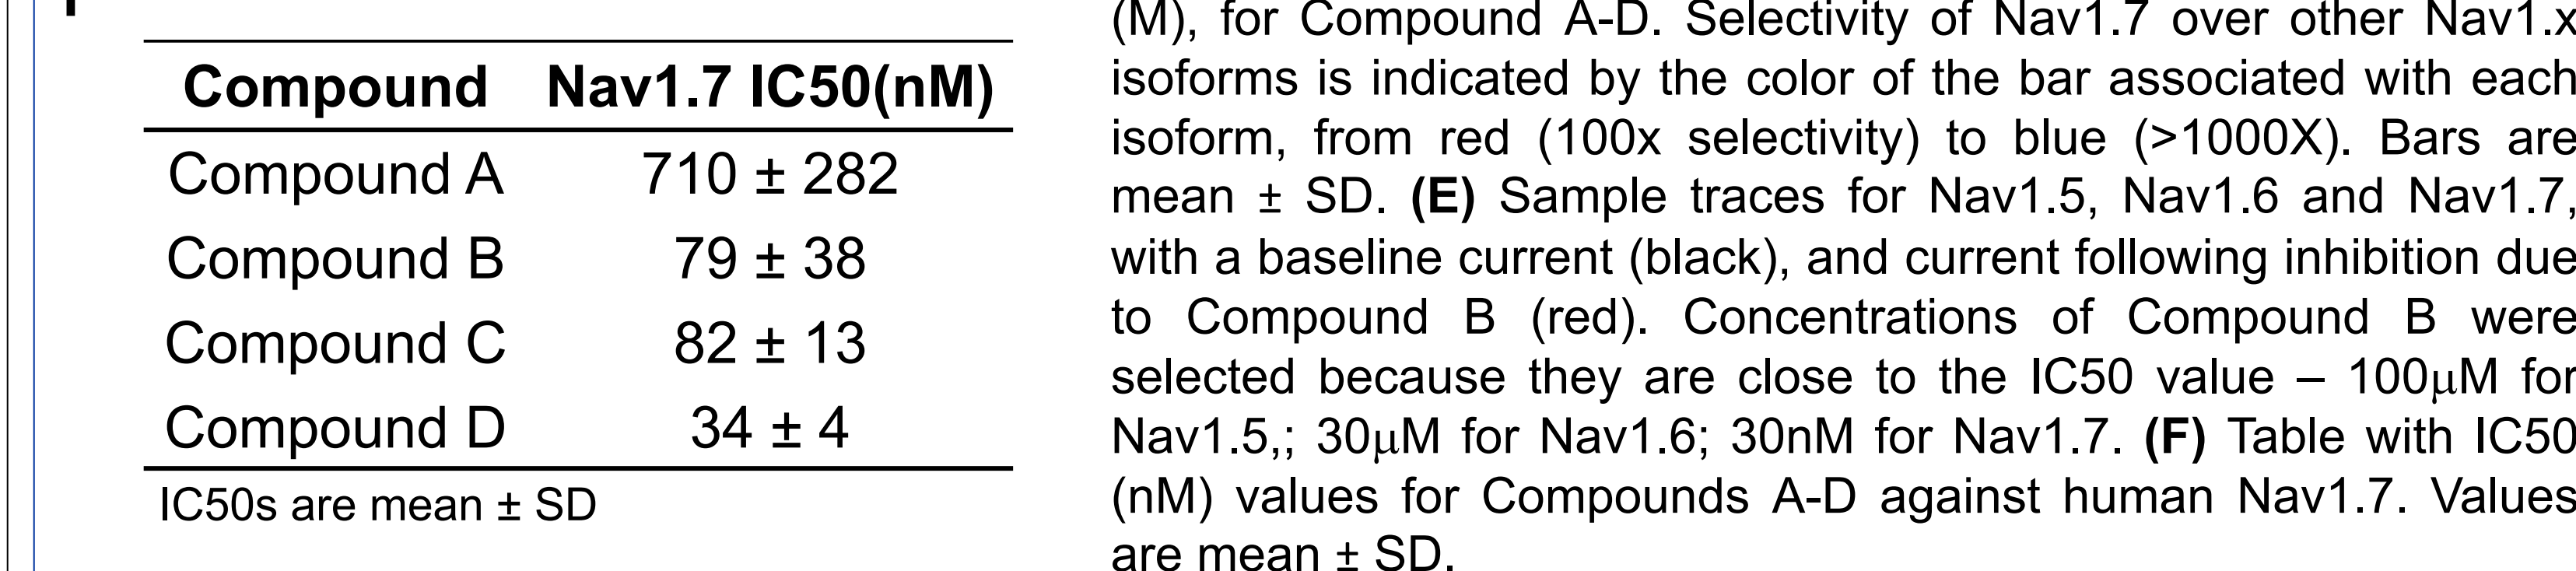 Compound Nav1.7 IC50(nM)
Compound A 710 ± 282
Compound B 79 ± 38
Compound C 82 ± 13
Compound D 34 ± 4
IC50s are mean ± SD
(M), for Compound A-D. Selectivity of Nav1.7 over other Nav1.x
isoforms is indicated by the color of the bar associated with each
isoform, from red (100x selectivity) to blue (>1000X). Bars are
mean ± SD. (E) Sample traces for Nav1.5, Nav1.6 and Nav1.7,
with a baseline current (black), and current following inhibition due
to Compound B (red). Concentrations of Compound B were
selected because they are close to the IC50 value – 100μM for
Nav1.5,; 30μM for Nav1.6; 30nM for Nav1.7. (F) Table with IC50
(nM) values for Compounds A-D against human Nav1.7. Values
are mean ± SD.